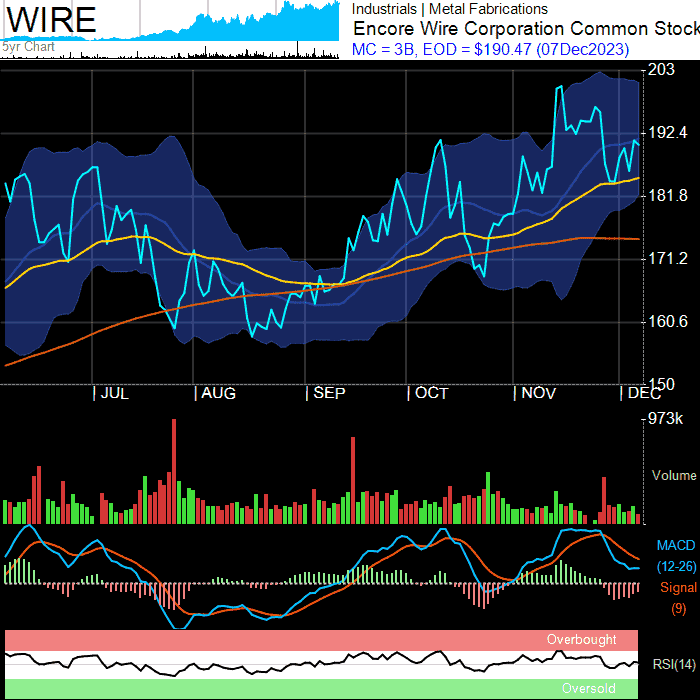 WIRE
5yr Chart
Industrials | Metal Fabrications
Encore Wire Corporation Common Stock
MC = 3B, EOD = $190.47 (07Dec2023)
203
192.4
181.8
171.2
160.6
150
| JUL | AUG | SEP | OCT | NOV | DEC
973k
Volume
MACD
(12-26)
Signal
(9)
Overbought
RSI(14)
Oversold